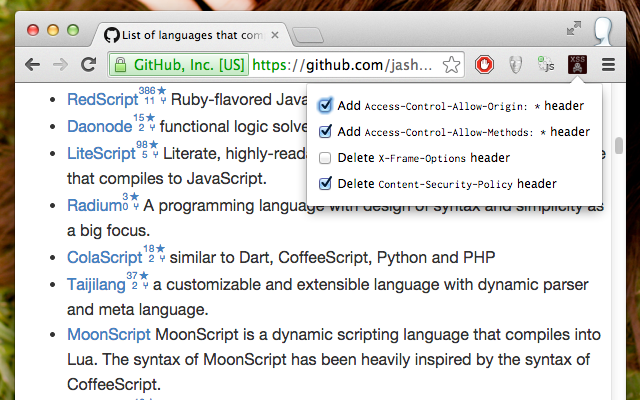 List of languages that com
GitHub, Inc. [US] https://github.com/jash...
XSS
js
Add Access-Control-Allow-Origin: * header
Add Access-Control-Allow-Methods: * header
Delete X-Frame-Options header
Delete Content-Security-Policy header
RedScript 386★ 11 Ruby-flavored Java
Daonode 15★ 2 functional logic solve
LiteScript 98★ 5 Literate, highly-reada e
that compiles to JavaScript.
Radium 3★ 0 A programming language with design of syntax and simplicity as
a big focus.
ColaScript 18★ 2 similar to Dart, CoffeeScript, Python and PHP
Taijilang 37★ 2 a customizable and extensible language with dynamic parser
and meta language.
MoonScript MoonScript is a dynamic scripting language that compiles into
Lua. The syntax of MoonScript has been heavily inspired by the syntax of
CoffeeScript.